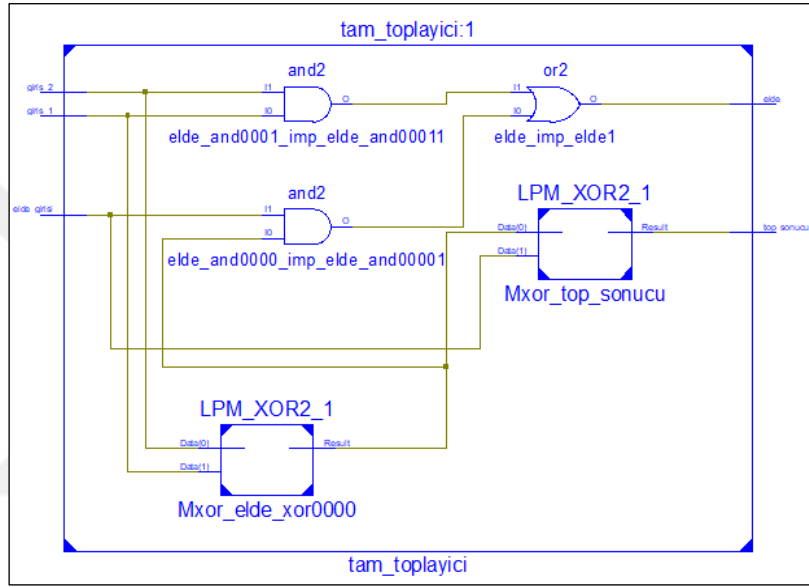 tam_toplayici:1
and2
or2
giris_2
I1
O
I1
O
elde
giris_1
I0
I0
elde_and0001_imp_elde_and00011
elde_imp_elde1
and2
LPM_XOR2_1
elde_girisi
I1
O
I0
Data(0)
Result
top_sonucu
Data(1)
elde_and0000_imp_elde_and00001
Mxor_top_sonucu
LPM_XOR2_1
Data(0)
Result
Data(1)
Mxor_elde_xor0000
tam_toplayici